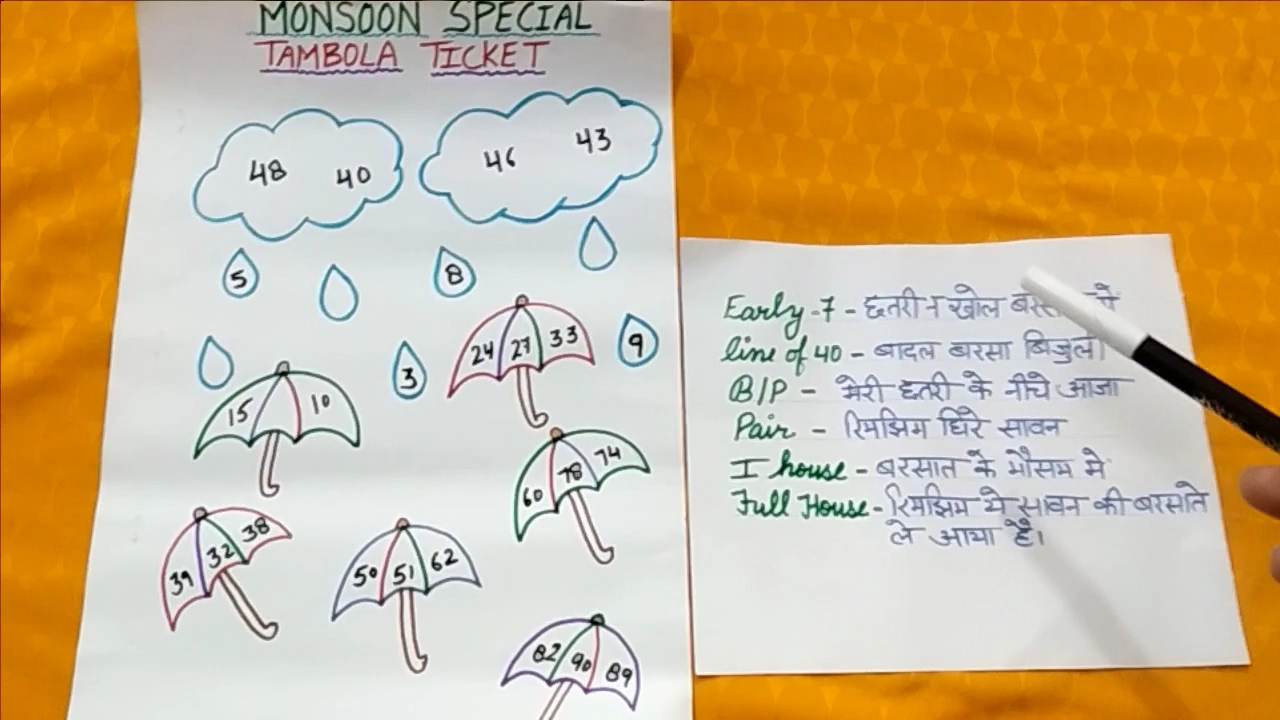 MONSOON SPECIAL
TAMBOLA TICKET
48 40
46 43
5
8
3
9
24 27 33
15 10
60 78 74
39 32 38
50 51 62
82 90 89
Early-7 - छतरी न खोल
line of 40 - बादल बरसा बिजुली
B/P - मेरी छतरी के नीचे आजा
Pair - रिमझिम घिरे सावन
I house - बरसात के मौसम मे
Full House - रिमझिम ये सावन की बरसाते
ले आया है।